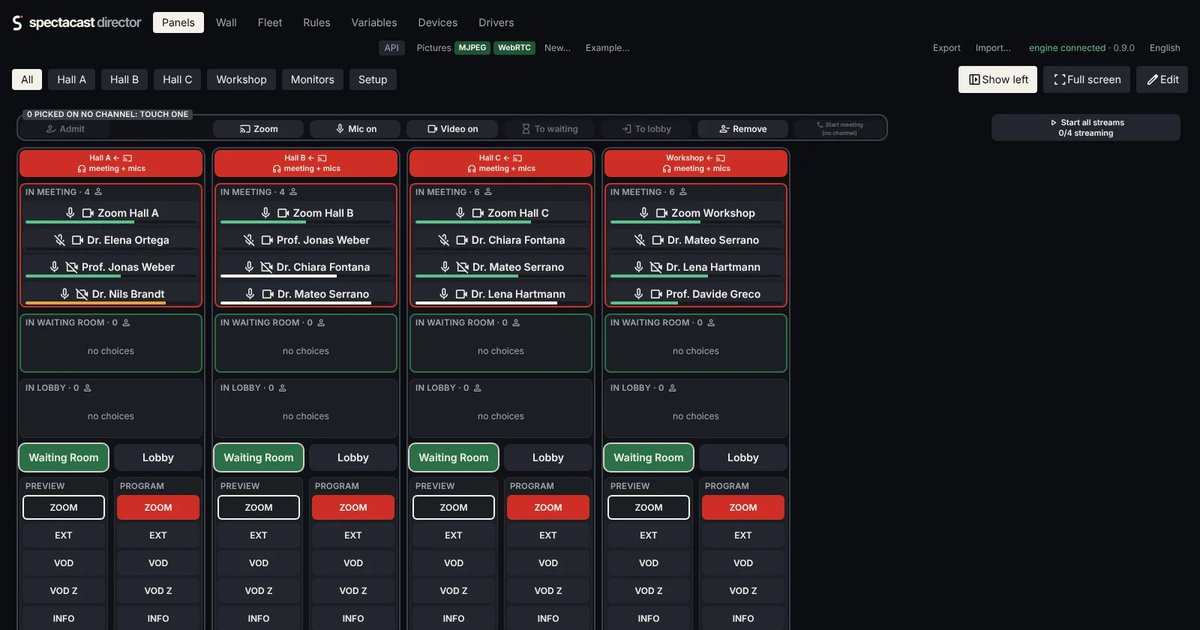 spectacast director Panels Wall Fleet Rules Variables Devices Drivers
API Pictures MJPEG WebRTC New... Example... Export Import... engine connected · 0.9.0 English
All Hall A Hall B Hall C Workshop Monitors Setup Show left Full screen Edit
0 PICKED ON NO CHANNEL: TOUCH ONE
Admit Zoom Mic on Video on To waiting To lobby Remove Start meeting
(no channel)
Start all streams
0/4 streaming
Hall A ← Hall B ← Hall C ← Workshop ←
meeting + mics meeting + mics meeting + mics meeting + mics
IN MEETING · 4 IN MEETING · 4 IN MEETING · 6 IN MEETING · 6
Zoom Hall A Zoom Hall B Zoom Hall C Zoom Workshop
Dr. Elena Ortega Prof. Jonas Weber Dr. Chiara Fontana Dr. Mateo Serrano
Prof. Jonas Weber Dr. Chiara Fontana Dr. Mateo Serrano Dr. Lena Hartmann
Dr. Nils Brandt Dr. Mateo Serrano Dr. Lena Hartmann Prof. Davide Greco
IN WAITING ROOM · 0 IN WAITING ROOM · 0 IN WAITING ROOM · 0 IN WAITING ROOM · 0
no choices no choices no choices no choices
IN LOBBY · 0 IN LOBBY · 0 IN LOBBY · 0 IN LOBBY · 0
no choices no choices no choices no choices
Waiting Room Lobby Waiting Room Lobby Waiting Room Lobby Waiting Room Lobby
PREVIEW PROGRAM PREVIEW PROGRAM PREVIEW PROGRAM PREVIEW PROGRAM
ZOOM ZOOM ZOOM ZOOM ZOOM ZOOM ZOOM ZOOM
EXT EXT EXT EXT EXT EXT EXT EXT
VOD VOD VOD VOD VOD VOD VOD VOD
VOD Z VOD Z VOD Z VOD Z VOD Z VOD Z VOD Z VOD Z
INFO INFO INFO INFO INFO INFO INFO INFO